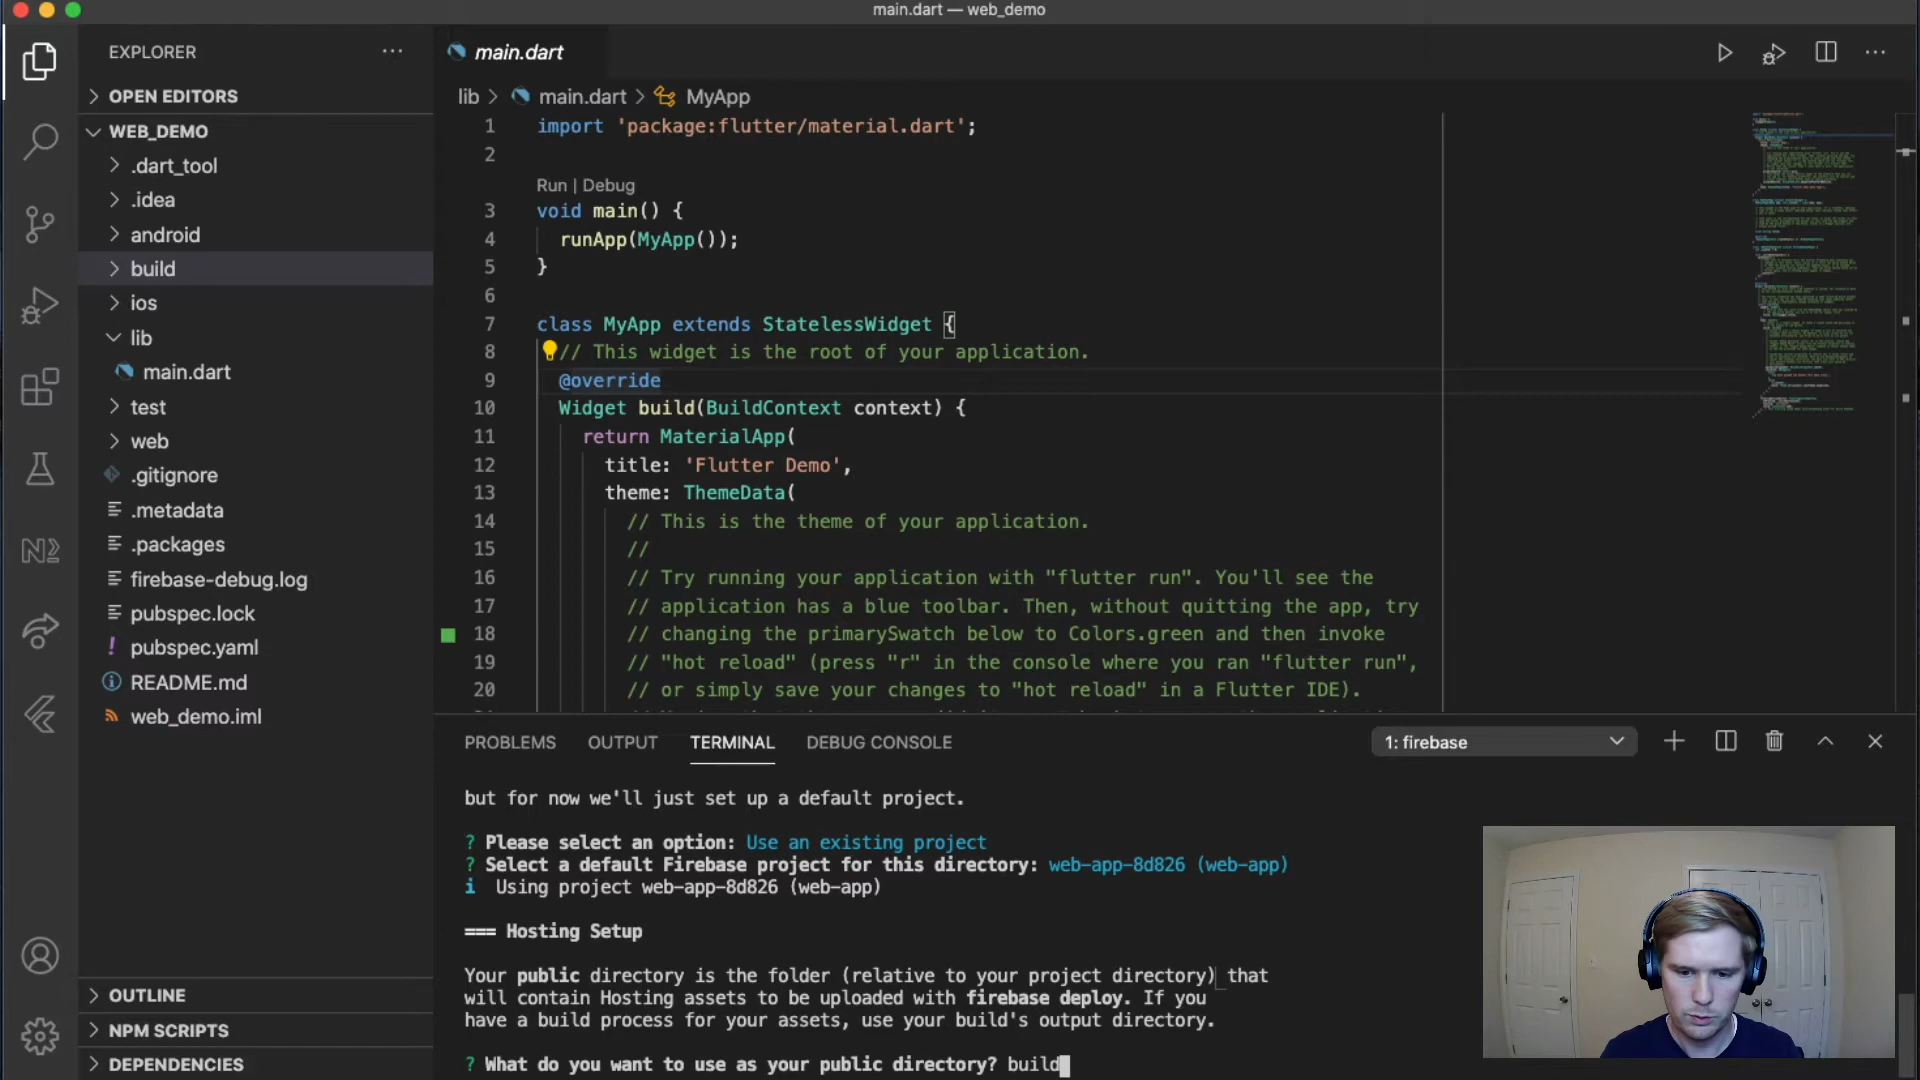 main.dart — web_demo
EXPLORER
OPEN EDITORS
WEB_DEMO
.dart_tool
.idea
android
build
ios
lib
main.dart
test
web
.gitignore
.metadata
.packages
firebase-debug.log
pubspec.lock
pubspec.yaml
README.md
web_demo.iml
OUTLINE
NPM SCRIPTS
DEPENDENCIES
main.dart
lib > main.dart > MyApp
1 import 'package:flutter/material.dart';
2
Run | Debug
3 void main() {
4 runApp(MyApp());
5 }
6
7 class MyApp extends StatelessWidget {
8 // This widget is the root of your application.
9 @override
10 Widget build(BuildContext context) {
11 return MaterialApp(
12 title: 'Flutter Demo',
13 theme: ThemeData(
14 // This is the theme of your application.
15 //
16 // Try running your application with "flutter run". You'll see the
17 // application has a blue toolbar. Then, without quitting the app, try
18 // changing the primarySwatch below to Colors.green and then invoke
19 // "hot reload" (press "r" in the console where you ran "flutter run",
20 // or simply save your changes to "hot reload" in a Flutter IDE).
PROBLEMS OUTPUT TERMINAL DEBUG CONSOLE
1: firebase
but for now we'll just set up a default project.
? Please select an option: Use an existing project
? Select a default Firebase project for this directory: web-app-8d826 (web-app)
i Using project web-app-8d826 (web-app)
=== Hosting Setup
Your public directory is the folder (relative to your project directory) that
will contain Hosting assets to be uploaded with firebase deploy. If you
have a build process for your assets, use your build's output directory.
? What do you want to use as your public directory? build